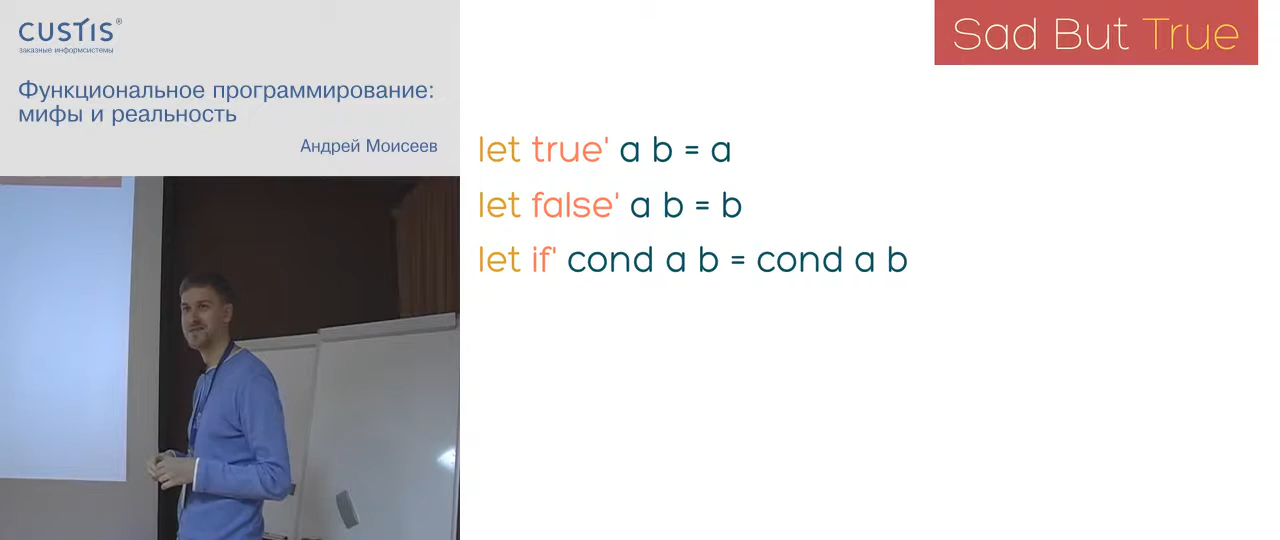 CUSTIS®
заказные информсистемы
Функциональное программирование:
мифы и реальность
Андрей Моисеев
Sad But True
let true' a b = a
let false' a b = b
let if' cond a b = cond a b